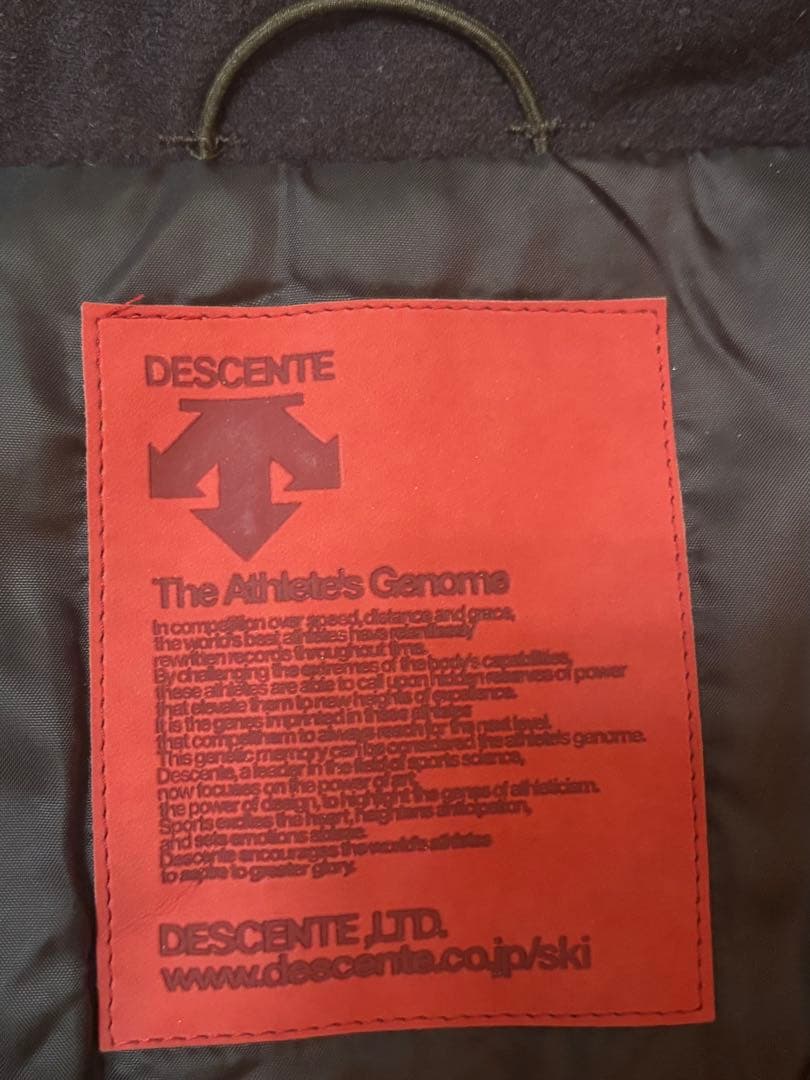 DESCENTE
The Athlete's Genome
In competition over speed, distance and grace,
the world's best athletes have relentlessly
rewritten records throughout time.
By challenging the extremes of the body's capabilities,
these athletes are able to call upon hidden reserves of power
that elevate them to new heights of excellence.
It is the genes imprinted in these athletes
that compel them to always reach for the next level.
This genetic memory can be considered the athlete's genome.
Descente, a leader in the field of sports science,
now focuses on the power of art,
the power of design, to highlight the genes of athleticism.
Sports excites the heart, heightens anticipation,
and sets emotions ablaze.
Descente encourages the world's athletes
to aspire to greater glory.
DESCENTE,LTD.
www.descente.co.jp/ski